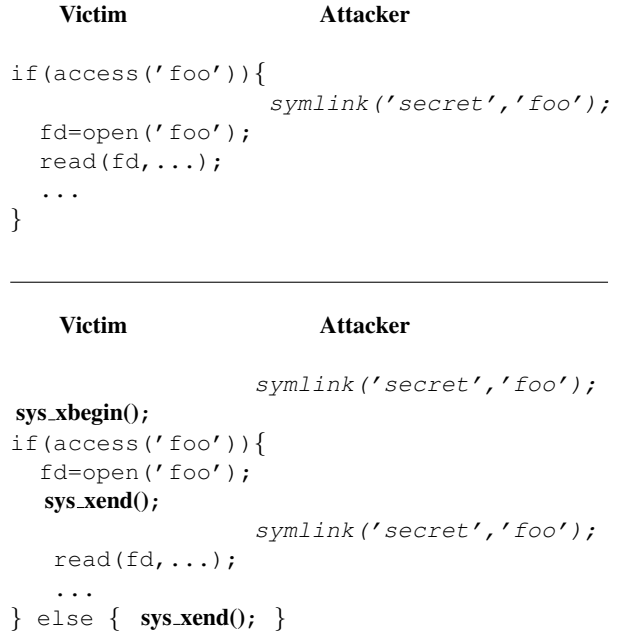 Victim Attacker
if(access('foo')){
symlink('secret','foo');
fd=open('foo');
read(fd,...);
...
}
Victim Attacker
symlink('secret','foo');
sys_xbegin();
if(access('foo')){
fd=open('foo');
sys_xend();
symlink('secret','foo');
read(fd,...);
...
} else { sys_xend(); }